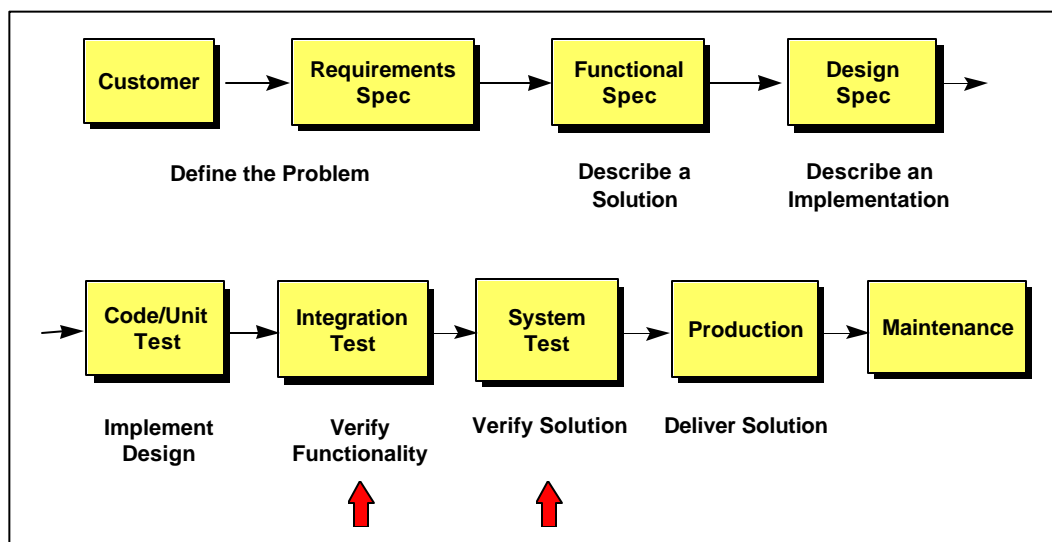 Customer
Requirements
Spec
Functional
Spec
Design
Spec
Define the Problem
Describe a
Solution
Describe an
Implementation
Code/Unit
Test
Integration
Test
System
Test
Production
Maintenance
Implement
Design
Verify
Functionality
Verify Solution
Deliver Solution